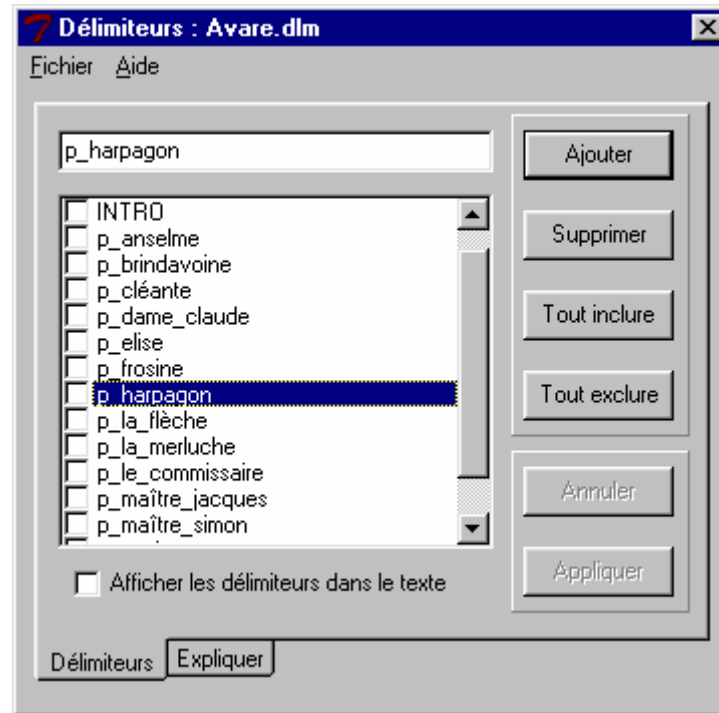 Délimiteurs : Avare.dlm
Fichier Aide
p_harpagon
Ajouter
INTRO
p_anselme
p_brindavoine
p_cléante
p_dame_claude
p_elise
p_frosine
p_harpagon
p_la_flèche
p_la_merluche
p_le_commissaire
p_maître_jacques
p_maître_simon
Supprimer
Tout inclure
Tout exclure
Annuler
Appliquer
Afficher les délimiteurs dans le texte
Délimiteurs Expliquer